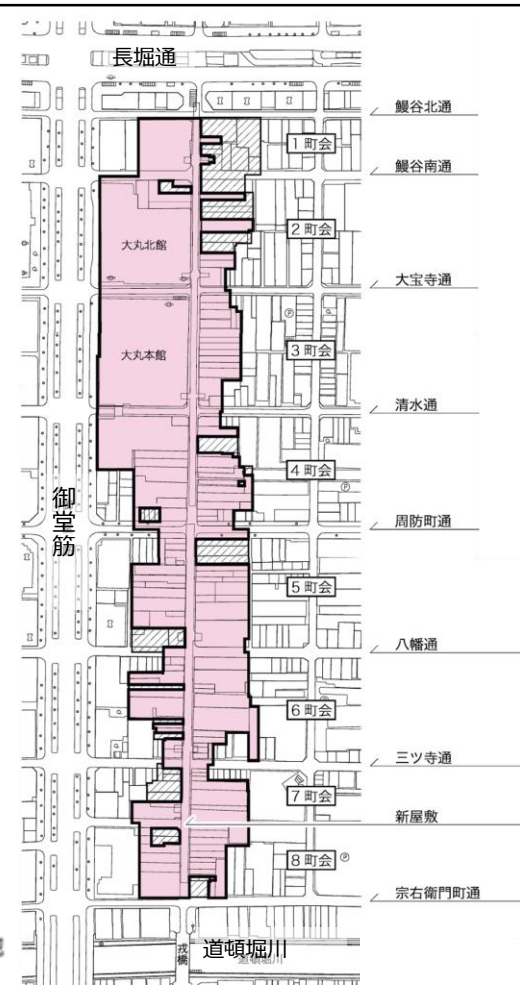 長堀通
鰻谷北通
1町会
鰻谷南通
2町会
大丸北館
大宝寺通
3町会
大丸本館
清水通
4町会
御堂筋
周防町通
5町会
八幡通
6町会
三ツ寺通
7町会
新屋敷
8町会
宗右衛門町通
戎橋
道頓堀川
道頓堀川